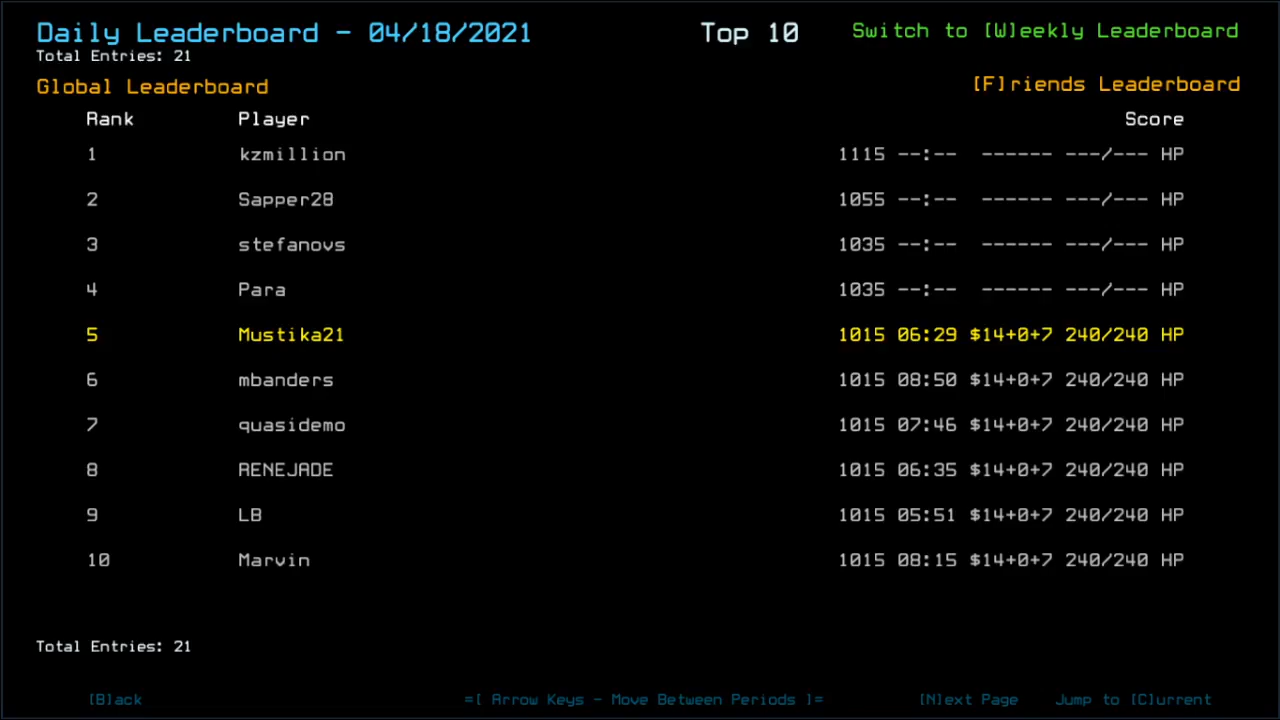 Daily Leaderboard - 04/18/2021 Top 10 Switch to [W]eekly Leaderboard
Total Entries: 21
Global Leaderboard [F]riends Leaderboard
Rank Player Score
1 kzmillion 1115 --:-- ------ ---/--- HP
2 Sapper28 1055 --:-- ------ ---/--- HP
3 stefanovs 1035 --:-- ------ ---/--- HP
4 Para 1035 --:-- ------ ---/--- HP
5 Mustika21 1015 06:29 $14+0+7 240/240 HP
6 mbanders 1015 08:50 $14+0+7 240/240 HP
7 quasidemo 1015 07:46 $14+0+7 240/240 HP
8 RENEJADE 1015 06:35 $14+0+7 240/240 HP
9 LB 1015 05:51 $14+0+7 240/240 HP
10 Marvin 1015 08:15 $14+0+7 240/240 HP
Total Entries: 21
[B]ack =[ Arrow Keys - Move Between Periods ]= [N]ext Page Jump to [C]urrent